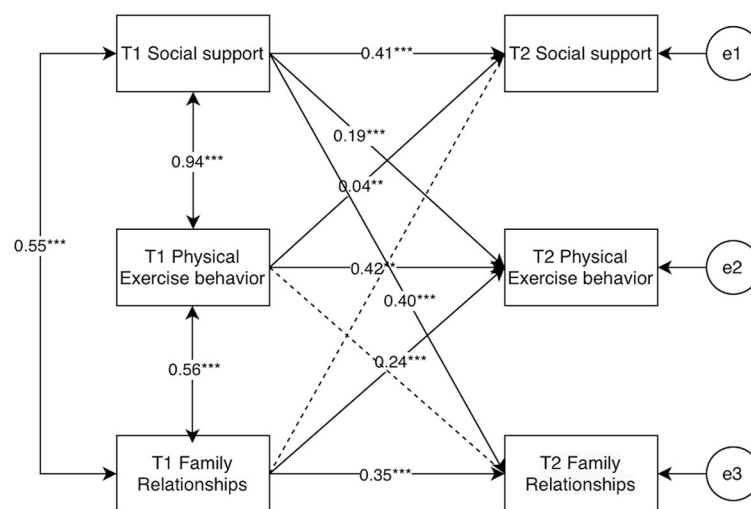 T1 Social support
0.41***
T2 Social support
e1
0.19***
0.94***
0.04**
0.55***
T1 Physical
Exercise behavior
0.42**
T2 Physical
Exercise behavior
e2
0.40***
0.56***
0.24***
T1 Family
Relationships
0.35***
T2 Family
Relationships
e3